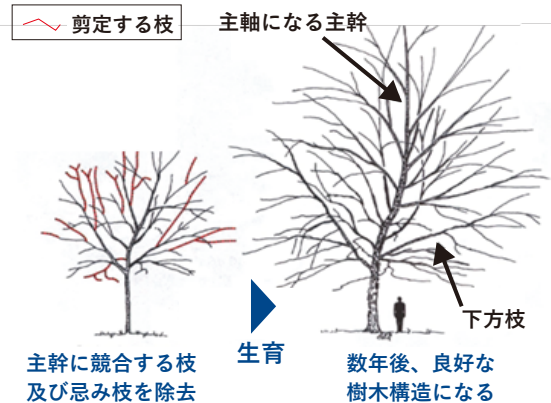 剪定する枝
主軸になる主幹
下方枝
生育
主幹に競合する枝
及び忌み枝を除去
数年後、良好な
樹木構造になる